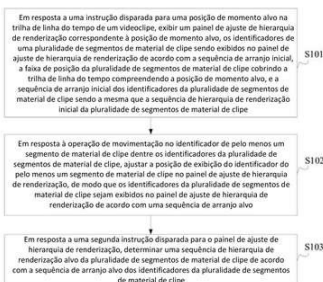 Em resposta a uma instrução disparada para uma posição de momento alvo na
trilha de linha do tempo de um videoclipe, exibir um painel de ajuste de hierarquia
de renderização correspondente à posição de momento alvo, os identificadores de
uma pluralidade de segmentos de material de clipe sendo exibidos no painel de
ajuste de hierarquia de renderização de acordo com a sequência de arranjo inicial,
a faixa de posição da pluralidade de segmentos de material de clipe cobrindo a
trilha de linha do tempo compreendendo a posição de momento alvo, e a
sequência de arranjo inicial dos identificadores da pluralidade de segmentos de
material de clipe sendo a mesma que a sequência de hierarquia de renderização
inicial da pluralidade de segmentos de material de clipe
S101
Em resposta à operação de movimentação no identificador de pelo menos um
segmento de material de clipe dentre os identificadores da pluralidade de
segmentos de material de clipe, ajustar a posição de exibição do identificador do
pelo menos um segmento de material de clipe no painel de ajuste de hierarquia
de renderização, de modo que os identificadores da pluralidade de segmentos de
material de clipe sejam exibidos no painel de ajuste de hierarquia de
renderização de acordo com uma sequência de arranjo alvo
S102
Em resposta a uma segunda instrução disparada para o painel de ajuste de
hierarquia de renderização, determinar uma sequência de hierarquia de
renderização alvo da pluralidade de segmentos de material de clipe de acordo
com a sequência de arranjo alvo dos identificadores da pluralidade de segmentos
de material de clipe
S103